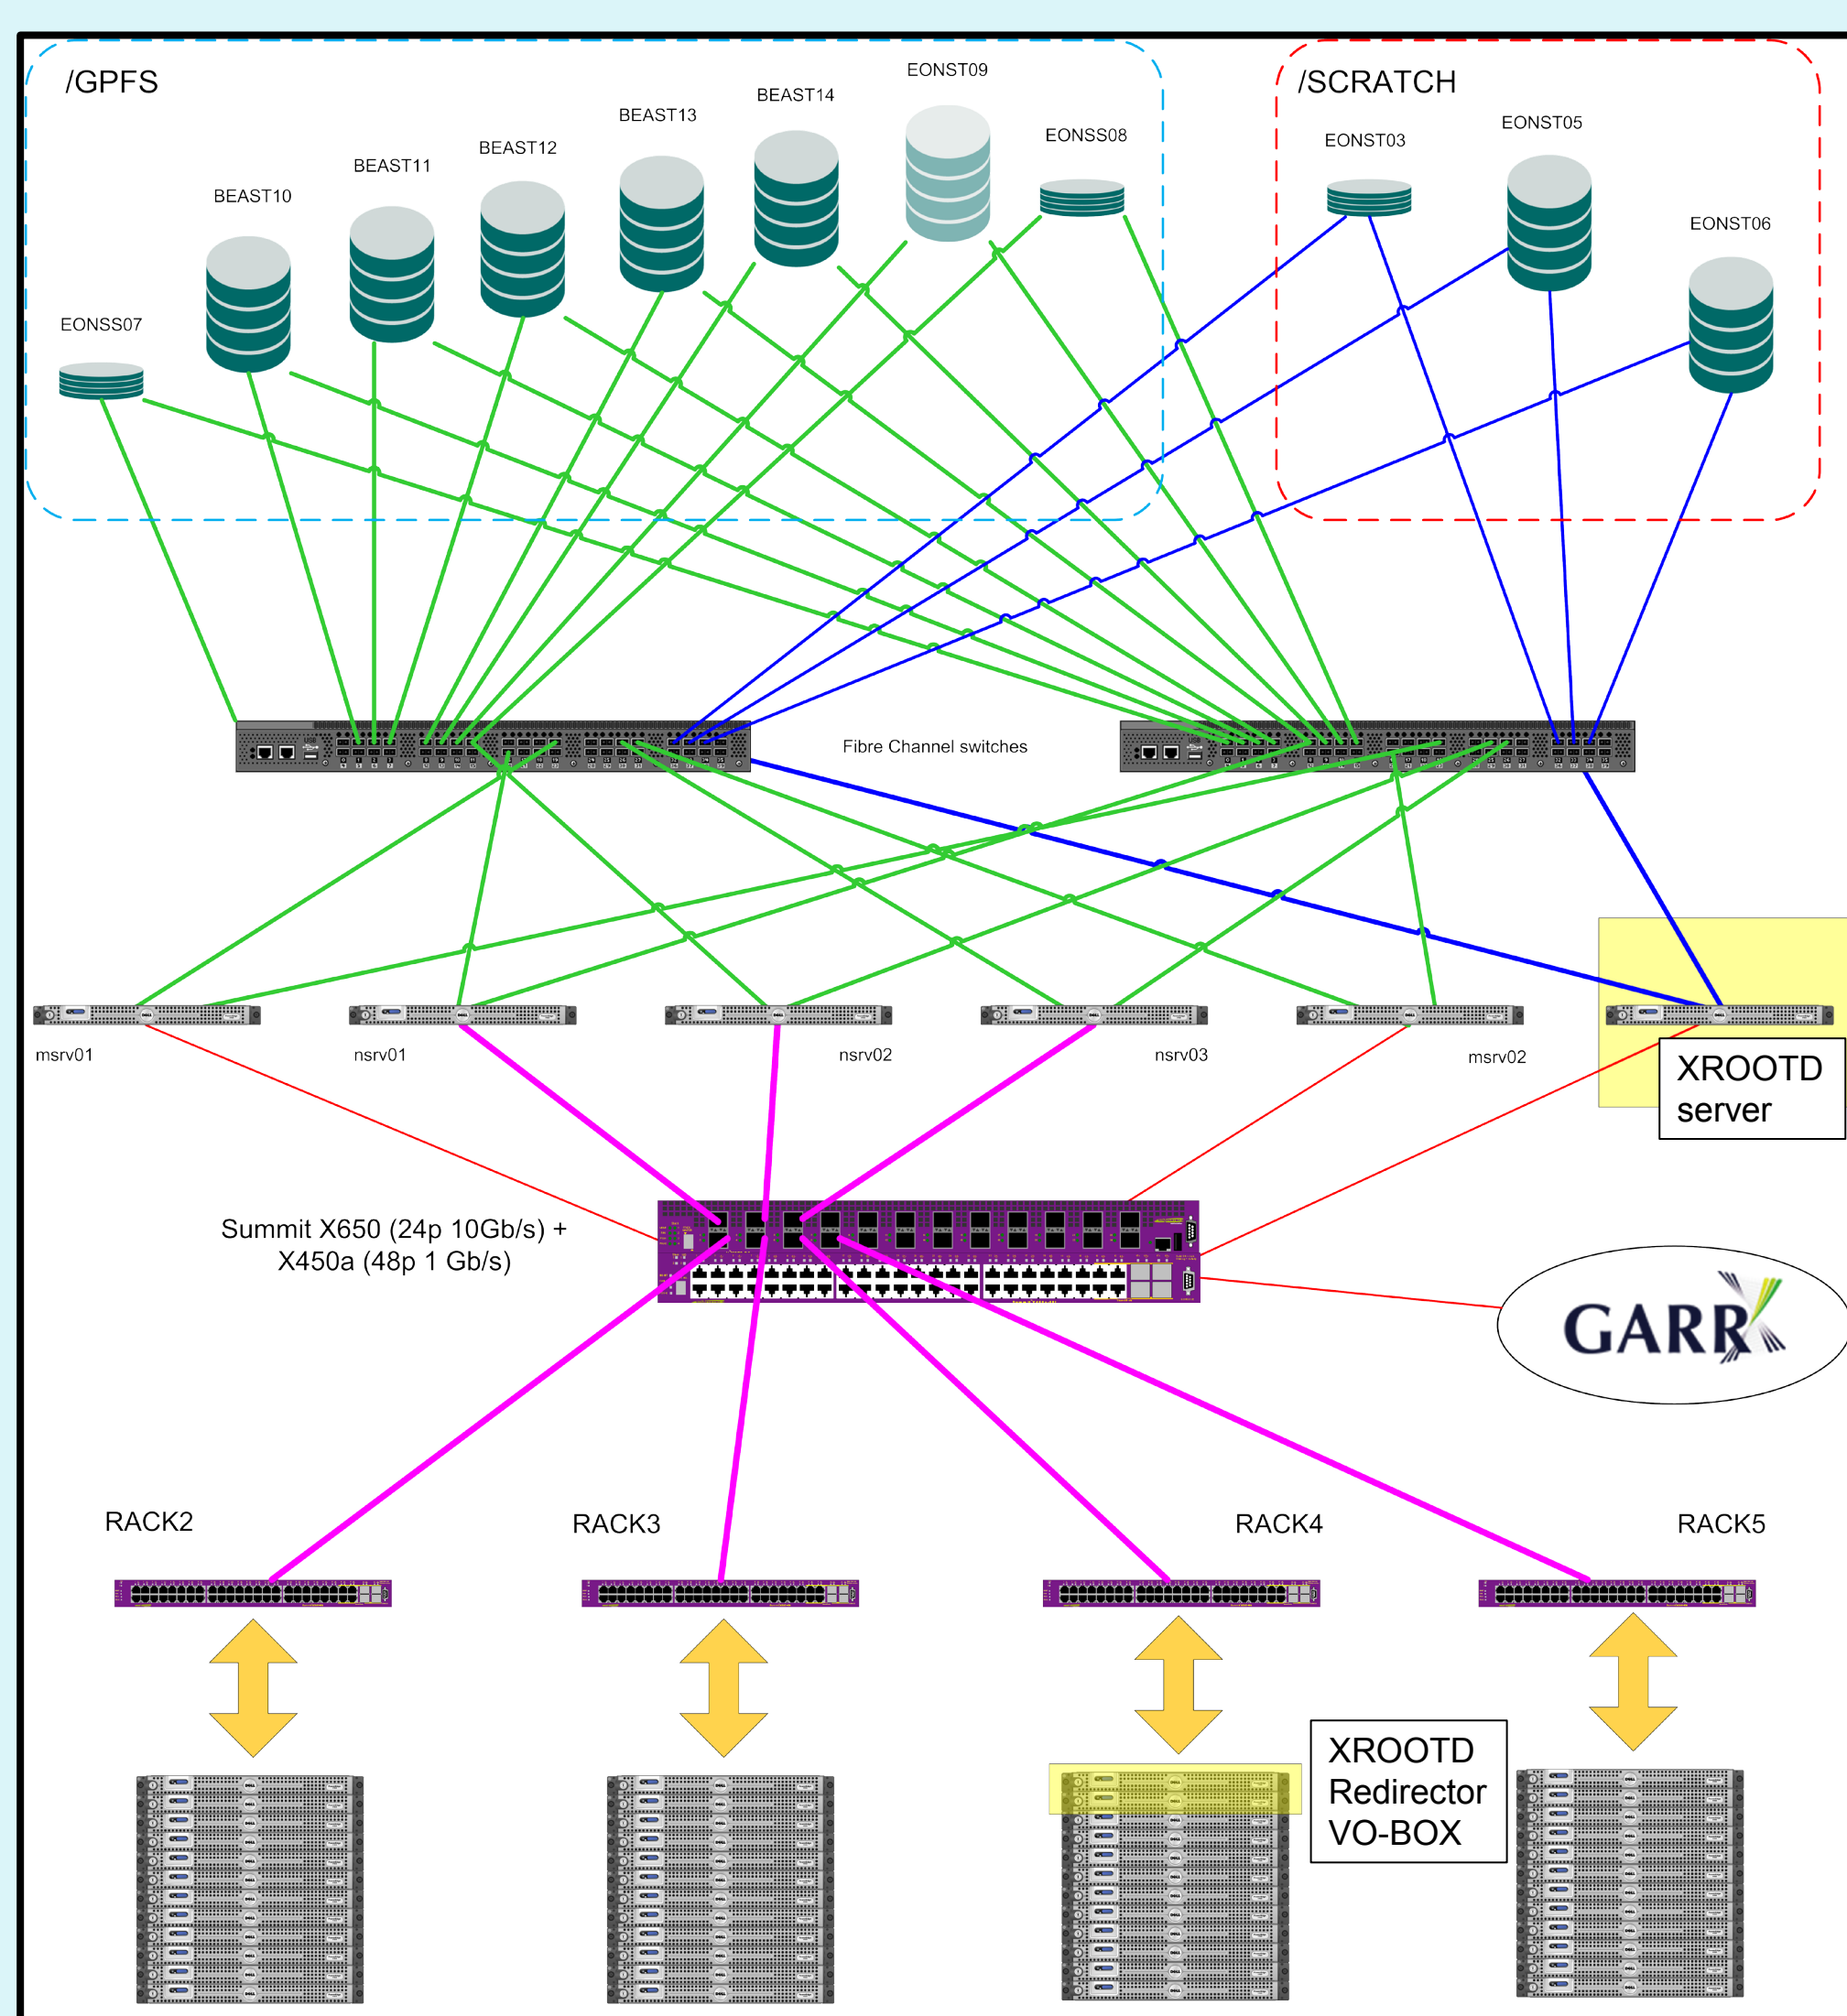 /GPFS
/SCRATCH
EONST09
BEAST14
BEAST13
EONSS08
EONST03
EONST05
BEAST12
BEAST11
BEAST10
EONST06
EONSS07
Fibre Channel switches
msrv01
nsrv01
nsrv02
nsrv03
msrv02
XROOTD
server
Summit X650 (24p 10Gb/s) +
X450a (48p 1 Gb/s)
GARR
RACK2
RACK3
RACK4
RACK5
XROOTD
Redirector
VO-BOX